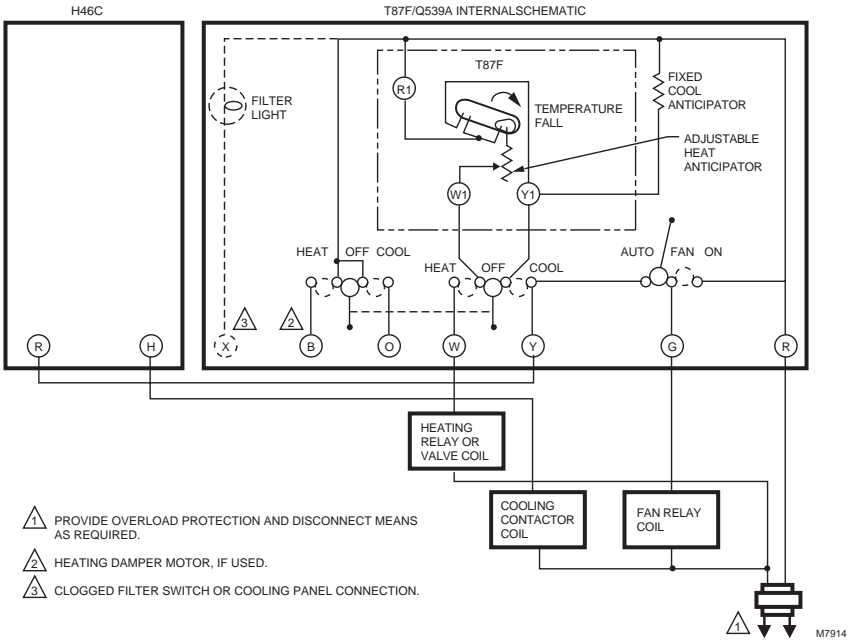 H46C
T87F/Q539A INTERNALSCHEMATIC
T87F
R1
FILTER
LIGHT
TEMPERATURE
FALL
FIXED
COOL
ANTICIPATOR
ADJUSTABLE
HEAT
ANTICIPATOR
W1
Y1
HEAT OFF COOL
HEAT OFF COOL
AUTO FAN ON
3
2
R
H
X
B
O
W
Y
G
R
HEATING
RELAY OR
VALVE COIL
COOLING
CONTACTOR
COIL
FAN RELAY
COIL
1 PROVIDE OVERLOAD PROTECTION AND DISCONNECT MEANS
AS REQUIRED.
2 HEATING DAMPER MOTOR, IF USED.
3 CLOGGED FILTER SWITCH OR COOLING PANEL CONNECTION.
1
M7914